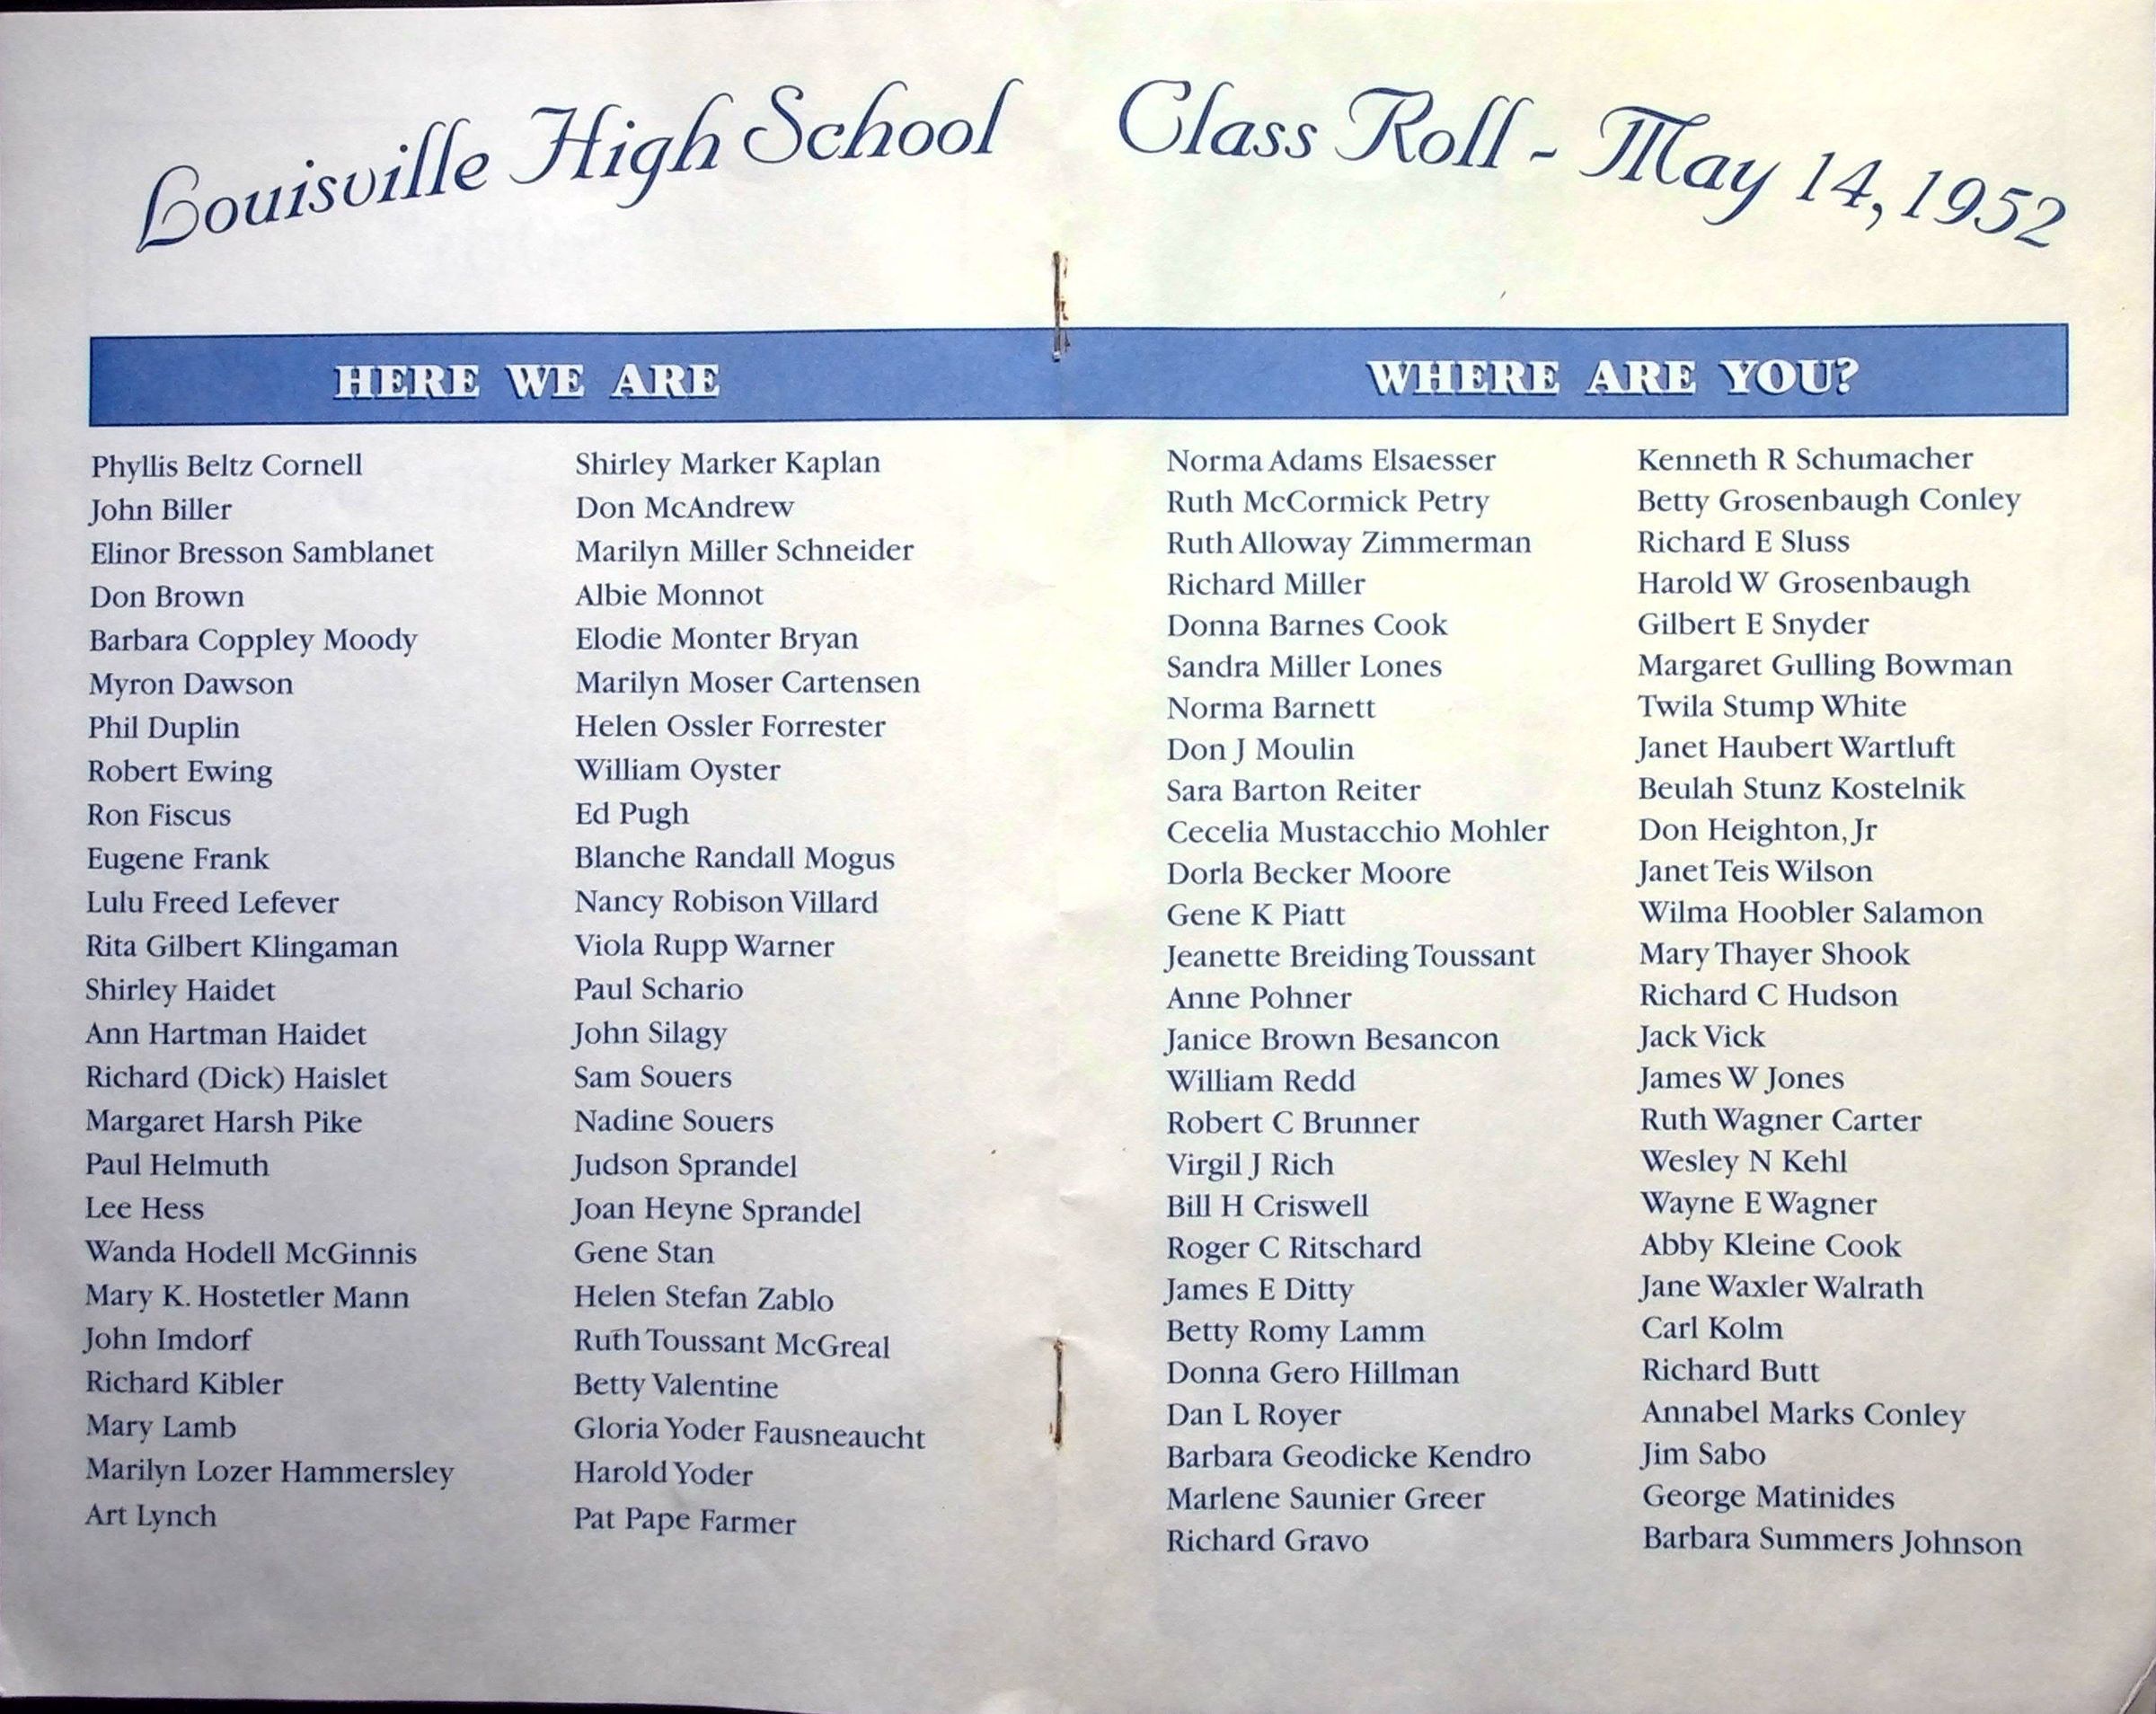 Louisville High School Class Roll - May 14, 1952
HERE WE ARE
Phyllis Beltz Cornell
John Biller
Elinor Bresson Samblanet
Don Brown
Barbara Coppley Moody
Myron Dawson
Phil Duplin
Robert Ewing
Ron Fiscus
Eugene Frank
Lulu Freed Lefever
Rita Gilbert Klingaman
Shirley Haidet
Ann Hartman Haidet
Richard (Dick) Haislet
Margaret Harsh Pike
Paul Helmuth
Lee Hess
Wanda Hodell McGinnis
Mary K. Hostetler Mann
John Imdorf
Richard Kibler
Mary Lamb
Marilyn Lozer Hammersley
Art Lynch
Shirley Marker Kaplan
Don McAndrew
Marilyn Miller Schneider
Albie Monnot
Elodie Monter Bryan
Marilyn Moser Cartensen
Helen Ossler Forrester
William Oyster
Ed Pugh
Blanche Randall Mogus
Nancy Robison Villard
Viola Rupp Warner
Paul Schario
John Silagy
Sam Souers
Nadine Souers
Judson Sprandel
Joan Heyne Sprandel
Gene Stan
Helen Stefan Zablo
Ruth Toussant McGreal
Betty Valentine
Gloria Yoder Fausneaucht
Harold Yoder
Pat Pape Farmer
WHERE ARE YOU?
Norma Adams Elsaesser
Ruth McCormick Petry
Ruth Alloway Zimmerman
Richard Miller
Donna Barnes Cook
Sandra Miller Lones
Norma Barnett
Don J Moulin
Sara Barton Reiter
Cecelia Mustacchio Mohler
Dorla Becker Moore
Gene K Piatt
Jeanette Breiding Toussant
Anne Pohner
Janice Brown Besancon
William Redd
Robert C Brunner
Virgil J Rich
Bill H Criswell
Roger C Ritschard
James E Ditty
Betty Romy Lamm
Donna Gero Hillman
Dan L Royer
Barbara Geodicke Kendro
Marlene Saunier Greer
Richard Gravo
Kenneth R Schumacher
Betty Grosenbaugh Conley
Richard E Sluss
Harold W Grosenbaugh
Gilbert E Snyder
Margaret Gulling Bowman
Twila Stump White
Janet Haubert Wartluft
Beulah Stunz Kostelnik
Don Heighton, Jr
Janet Teis Wilson
Wilma Hoobler Salamon
Mary Thayer Shook
Richard C Hudson
Jack Vick
James W Jones
Ruth Wagner Carter
Wesley N Kehl
Wayne E Wagner
Abby Kleine Cook
Jane Waxler Walrath
Carl Kolm
Richard Butt
Annabel Marks Conley
Jim Sabo
George Matinides
Barbara Summers Johnson